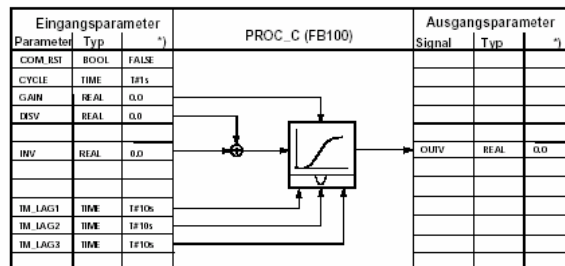 Eingangsparameter
Parameter Typ *)
PROC_C (FB100)
Ausgangsparameter
Signal Typ *)
COM_RST BOOL FALSE
CYCLE TIME T#1s
GAIN REAL 0.0
DISV REAL 0.0
INV REAL 0.0
OUTV REAL 0.0
TM_LAG1 TIME T#10s
TM_LAG2 TIME T#10s
TM_LAG3 TIME T#10s